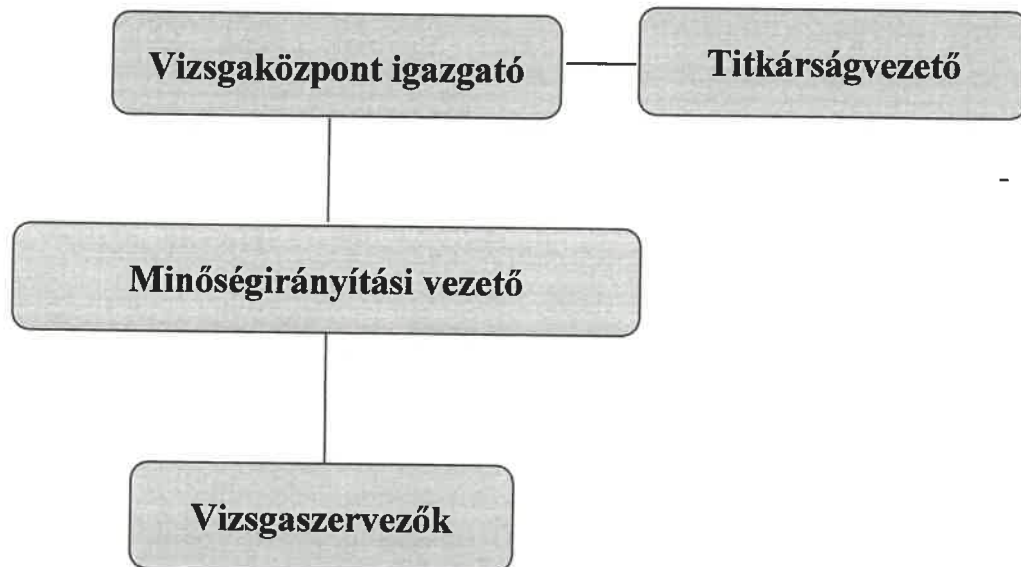 Vizsgaközpont igazgató
Titkárságvezető
-
Minőségirányítási vezető
Vizsgaszervezők